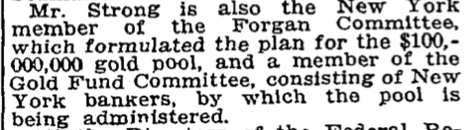 Mr. Strong is also the New York
member of the Forgan Committee,
which formulated the plan for the $100,-
000,000 gold pool, and a member of the
Gold Fund Committee, consisting of New
York bankers, by which the pool is
being administered.